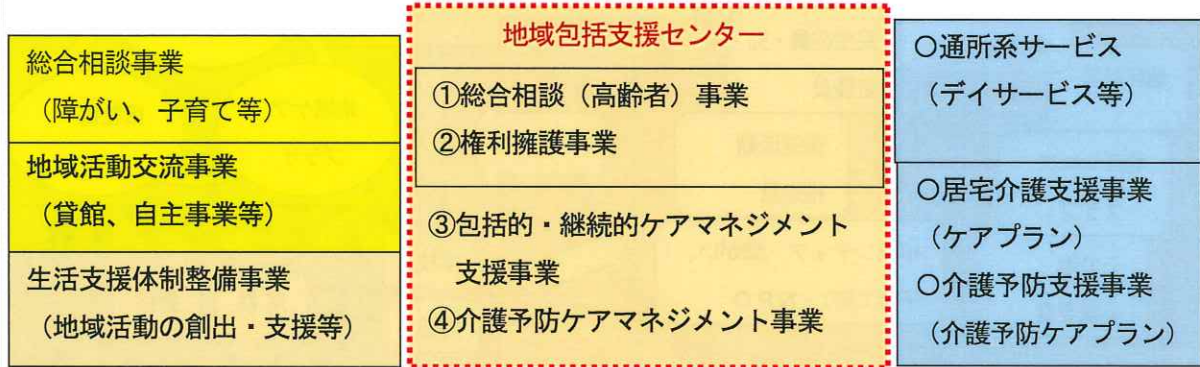 総合相談事業
（障がい、子育て等）
地域活動交流事業
（貸館、自主事業等）
生活支援体制整備事業
（地域活動の創出・支援等）
地域包括支援センター
①総合相談（高齢者）事業
②権利擁護事業
③包括的・継続的ケアマネジメント
支援事業
④介護予防ケアマネジメント事業
〇通所系サービス
（デイサービス等）
〇居宅介護支援事業
（ケアプラン）
〇介護予防支援事業
（介護予防ケアプラン）